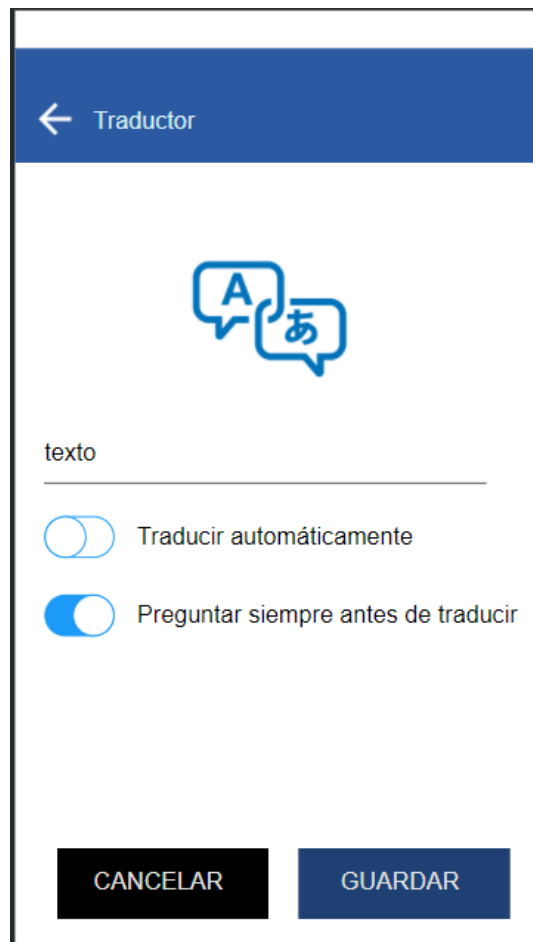 Traductor
A
あ
texto
Traducir automáticamente
Preguntar siempre antes de traducir
CANCELAR
GUARDAR